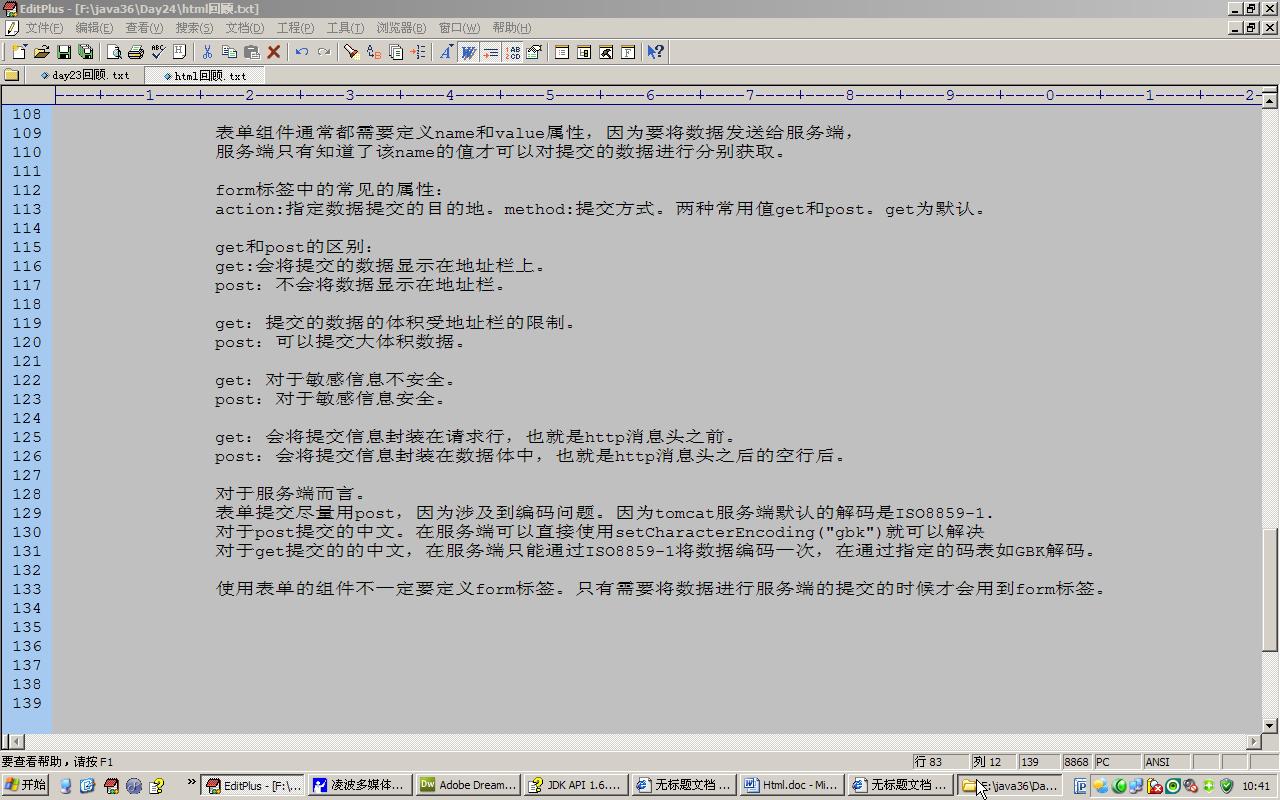 EditPlus - [F:\java36\Day24\html回顾.txt]
文件(F) 编辑(E) 查看(V) 搜索(S) 文档(D) 工程(P) 工具(T) 浏览器(B) 窗口(W) 帮助(H)
day23回顾.txt html回顾.txt
----+----1----+----2----+----3----+----4----+----5----+----6----+----7----+----8----+----9----+----0----+----1----+----2-
108
109 表单组件通常都需要定义name和value属性，因为要将数据发送给服务端，
110 服务端只有知道了该name的值才可以对提交的数据进行分别获取。
111
112 form标签中的常见的属性：
113 action:指定数据提交的目的地。method:提交方式。两种常用值get和post。get为默认。
114
115 get和post的区别：
116 get:会将提交的数据显示在地址栏上。
117 post：不会将数据显示在地址栏。
118
119 get：提交的数据的体积受地址栏的限制。
120 post：可以提交大体积数据。
121
122 get：对于敏感信息不安全。
123 post：对于敏感信息安全。
124
125 get：会将提交信息封装在请求行，也就是http消息头之前。
126 post：会将提交信息封装在数据体中，也就是http消息头之后的空行后。
127
128 对于服务端而言。
129 表单提交尽量用post，因为涉及到编码问题。因为tomcat服务端默认的解码是ISO8859-1.
130 对于post提交的中文。在服务端可以直接使用setCharacterEncoding("gbk")就可以解决
131 对于get提交的的中文，在服务端只能通过ISO8859-1将数据编码一次，在通过指定的码表如GBK解码。
132
133 使用表单的组件不一定要定义form标签。只有需要将数据进行服务端的提交的时候才会用到form标签。
134
135
136
137
138
139
要查看帮助，请按 F1 行 83 列 12 139 8868 PC ANSI
开始 » EditPlus - [F:\... 凌波多媒体... Adobe Dream... JDK API 1.6.... 无标题文档 ... Html.doc - Mi... 无标题文档 ... :\java36\Da... 10:41